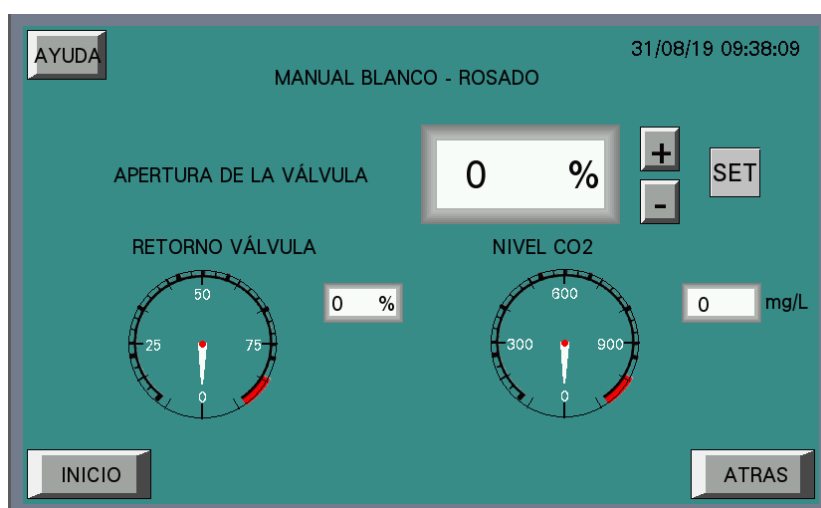 AYUDA
31/08/19 09:38:09
MANUAL BLANCO - ROSADO
APERTURA DE LA VÁLVULA
0 %
+
-
SET
RETORNO VÁLVULA
0 %
50
25
75
0
NIVEL CO2
0 mg/L
600
300
900
0
INICIO
ATRAS